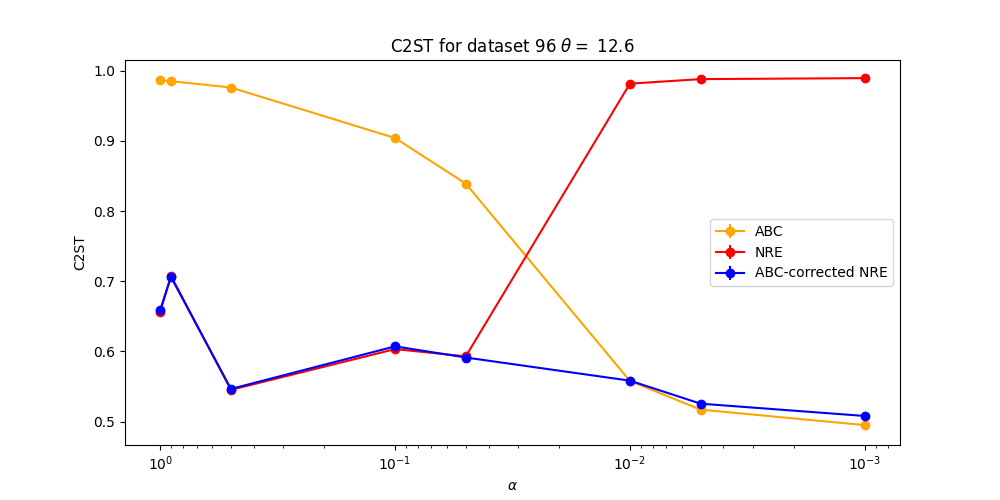 C2ST for dataset 96 θ = 12.6
C2ST
1.0
0.9
0.8
0.7
0.6
0.5
10⁰
10⁻¹
10⁻²
10⁻³
α
ABC
NRE
ABC-corrected NRE